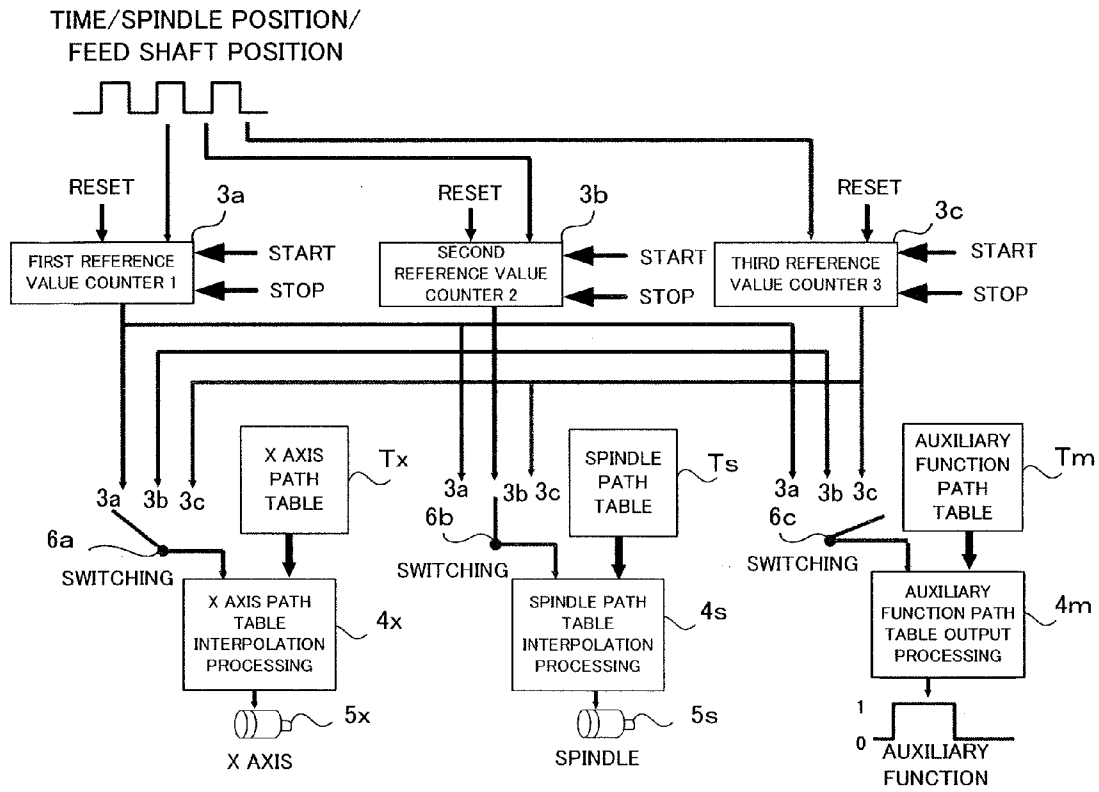 TIME/SPINDLE POSITION/
FEED SHAFT POSITION
RESET
3a
FIRST REFERENCE
VALUE COUNTER 1
START
STOP
RESET
3b
SECOND
REFERENCE VALUE
COUNTER 2
START
STOP
RESET
3c
THIRD REFERENCE
VALUE COUNTER 3
START
STOP
3a
3b
3c
X AXIS
PATH
TABLE
Tx
6a
SWITCHING
X AXIS PATH
TABLE
INTERPOLATION
PROCESSING
4x
5x
X AXIS
3a
3b
3c
SPINDLE
PATH
TABLE
Ts
6b
SWITCHING
SPINDLE PATH
TABLE
INTERPOLATION
PROCESSING
4s
5s
SPINDLE
3a
3b
3c
AUXILIARY
FUNCTION
PATH
TABLE
Tm
6c
SWITCHING
AUXILIARY
FUNCTION PATH
TABLE OUTPUT
PROCESSING
4m
1
0
AUXILIARY
FUNCTION